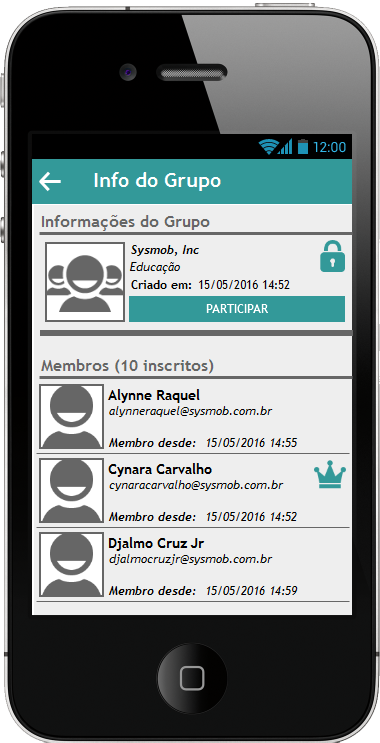 12:00
Info do Grupo
Informações do Grupo
Sysmob, Inc
Educação
Criado em: 15/05/2016 14:52
PARTICIPAR
Membros (10 inscritos)
Alynne Raquel
alynneraquel@sysmob.com.br
Membro desde: 15/05/2016 14:55
Cynara Carvalho
cynaracarvalho@sysmob.com.br
Membro desde: 15/05/2016 14:52
Djalmo Cruz Jr
djalmocruzjr@sysmob.com.br
Membro desde: 15/05/2016 14:59